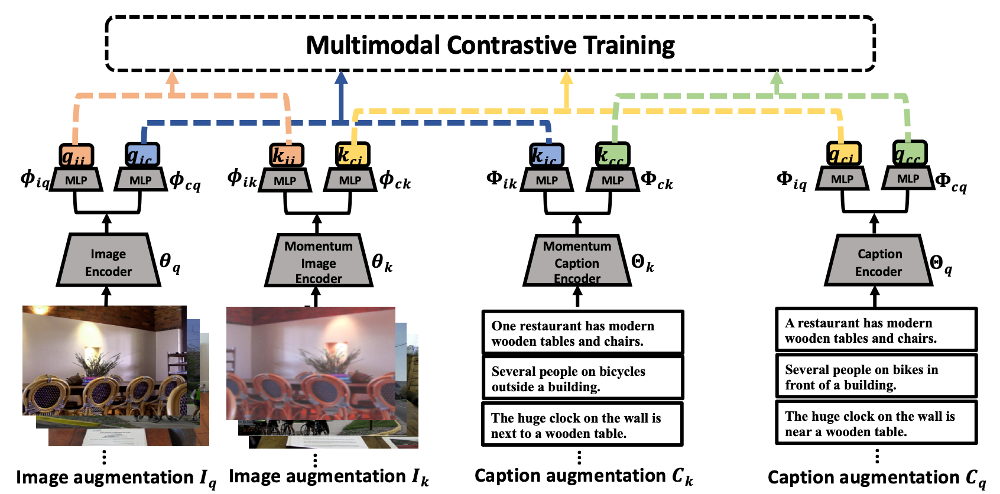 Multimodal Contrastive Training
q_ii
q_ic
k_ii
k_ci
k_ic
k_cc
q_ci
q_cc
ϕ_iq
MLP
MLP
ϕ_cq
ϕ_ik
MLP
MLP
ϕ_ck
Φ_ik
MLP
MLP
Φ_ck
Φ_iq
MLP
MLP
Φ_cq
Image
Encoder
θ_q
Momentum
Image
Encoder
θ_k
Momentum
Caption
Encoder
Θ_k
Caption
Encoder
Θ_q
One restaurant has modern
wooden tables and chairs.
Several people on bicycles
outside a building.
The huge clock on the wall is
next to a wooden table.
A restaurant has modern
wooden tables and chairs.
Several people on bikes in
front of a building.
The huge clock on the wall is
near a wooden table.
Image augmentation I_q
Image augmentation I_k
Caption augmentation C_k
Caption augmentation C_q